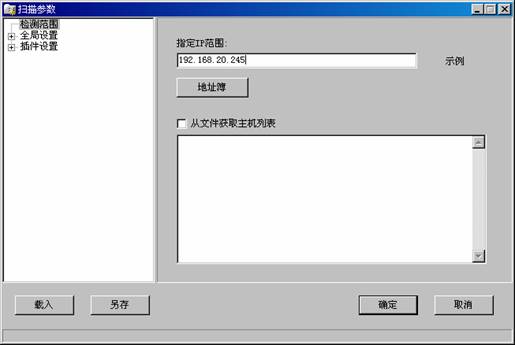 扫描参数
检测范围
全局设置
插件设置
指定IP范围:
192.168.20.245
示例
地址簿
从文件获取主机列表
载入
另存
确定
取消